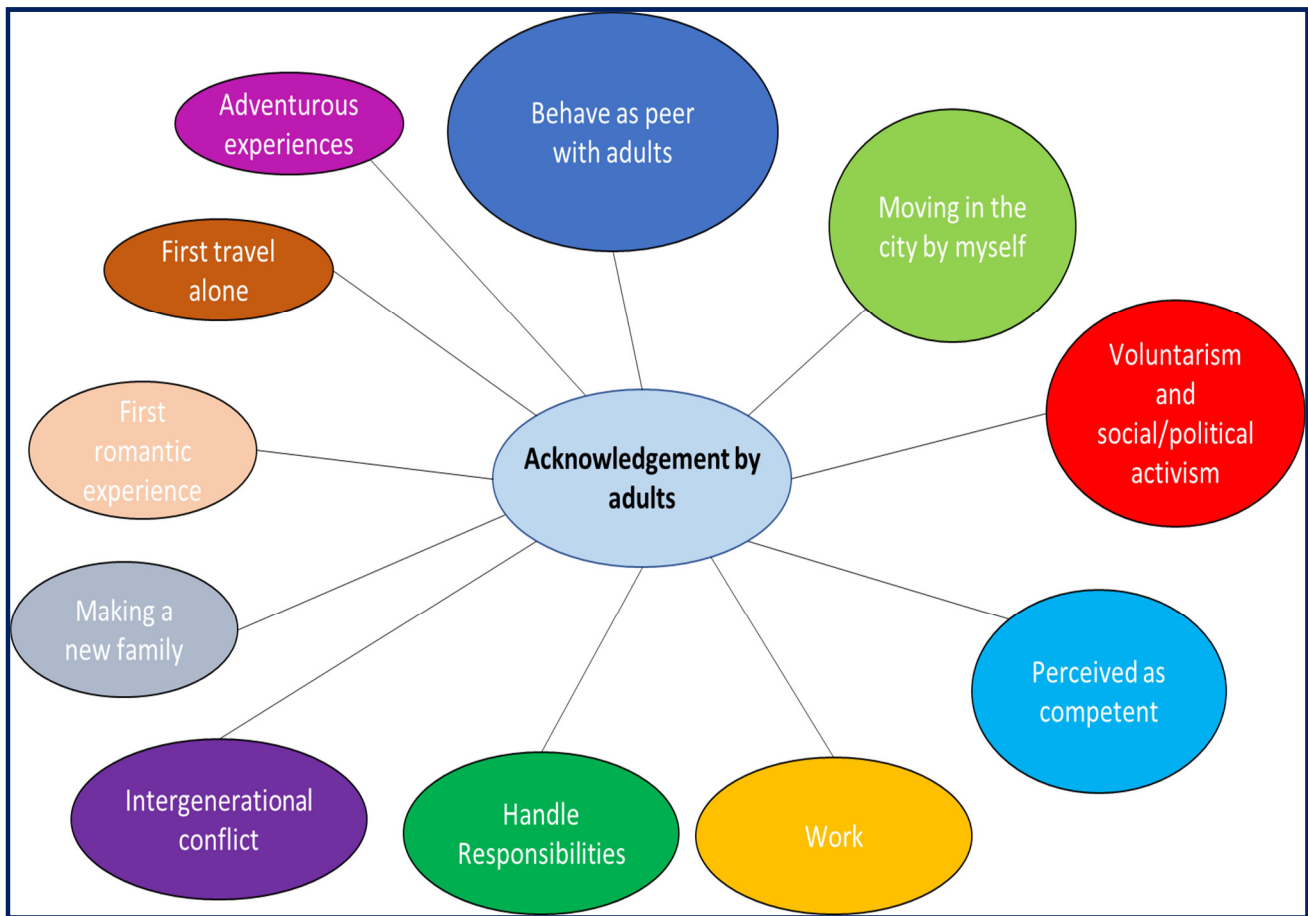 Adventurous
experiences
Behave as peer
with adults
Moving in the
city by myself
First travel
alone
Voluntarism
and
social/political
activism
First
romantic
experience
Acknowledgement by
adults
Making a
new family
Perceived as
competent
Intergenerational
conflict
Handle
Responsibilities
Work